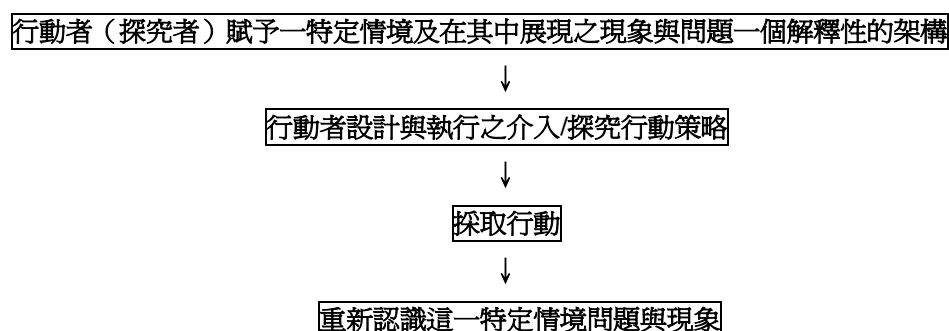 行動者（探究者）賦予一特定情境及在其中展現之現象與問題一個解釋性的架構
行動者設計與執行之介入/探究行動策略
採取行動
重新認識這一特定情境問題與現象